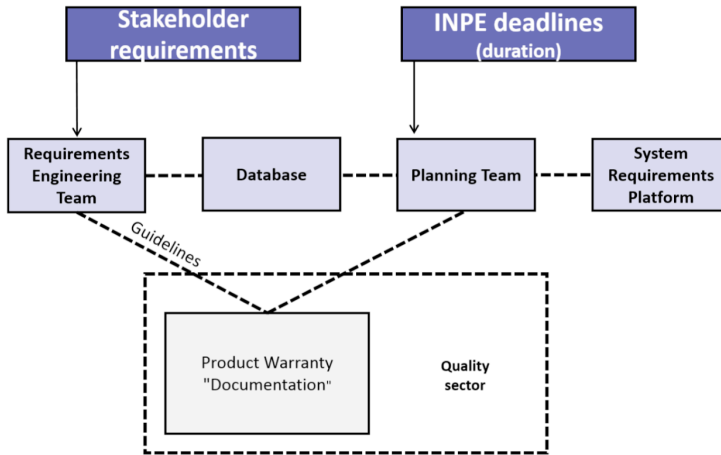 Stakeholder
requirements
INPE deadlines
(duration)
Requirements
Engineering
Team
Database
Planning Team
System
Requirements
Platform
Guidelines
Product Warranty
"Documentation"
Quality
sector